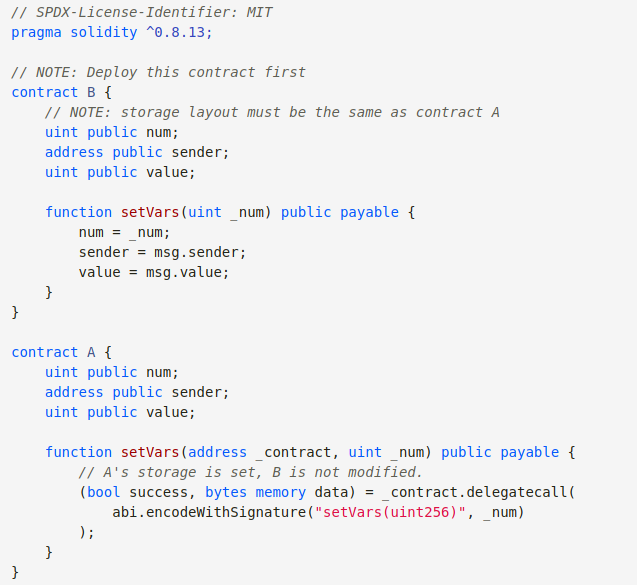 // SPDX-License-Identifier: MIT
pragma solidity ^0.8.13;

// NOTE: Deploy this contract first
contract B {
    // NOTE: storage layout must be the same as contract A
    uint public num;
    address public sender;
    uint public value;

    function setVars(uint _num) public payable {
        num = _num;
        sender = msg.sender;
        value = msg.value;
    }
}

contract A {
    uint public num;
    address public sender;
    uint public value;

    function setVars(address _contract, uint _num) public payable {
        // A's storage is set, B is not modified.
        (bool success, bytes memory data) = _contract.delegatecall(
            abi.encodeWithSignature("setVars(uint256)", _num)
        );
    }
}